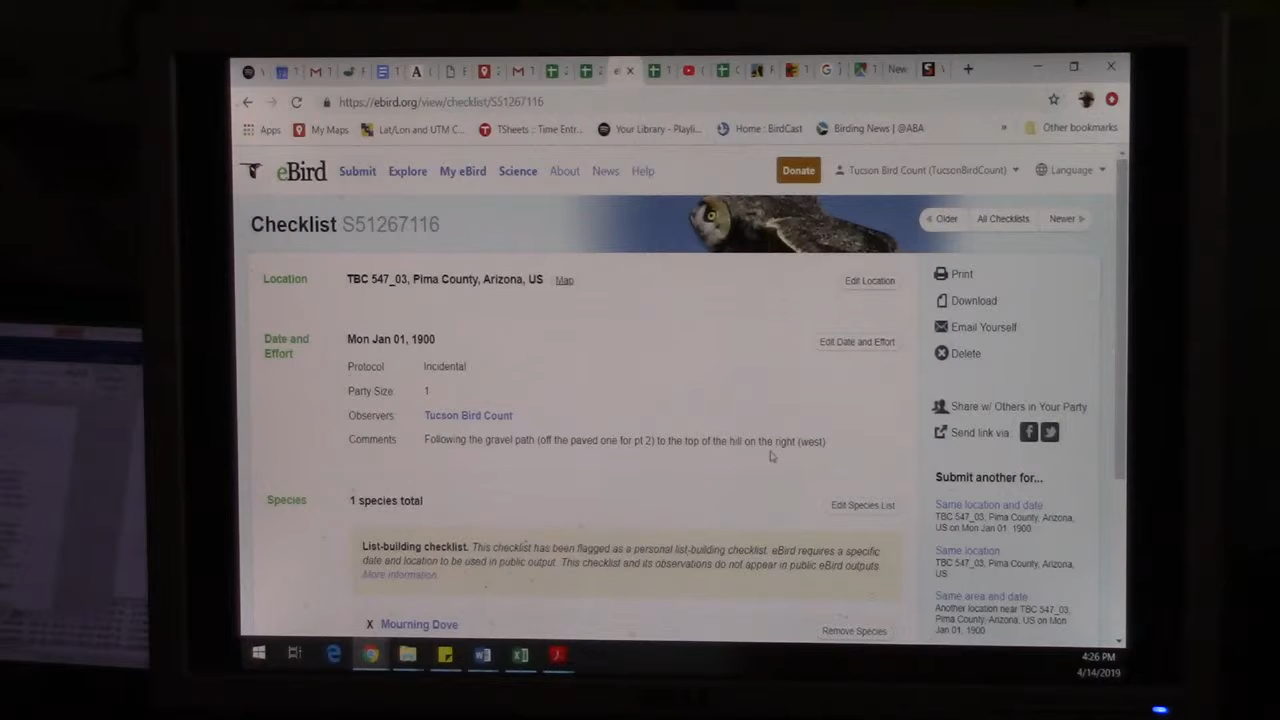 https://ebird.org/view/checklist/S51267116
Apps My Maps Lat/Lon and UTM C... TSheets :: Time Entr... Your Library - Playli... Home : BirdCast Birding News | @ABA » Other bookmarks
eBird Submit Explore My eBird Science About News Help Donate Tucson Bird Count (TucsonBirdCount) Language
Checklist S51267116
Older All Checklists Newer
Location TBC 547_03, Pima County, Arizona, US Map Edit Location
Print
Download
Email Yourself
Delete
Date and Effort
Mon Jan 01, 1900 Edit Date and Effort
Protocol Incidental
Party Size: 1
Observers: Tucson Bird Count
Comments Following the gravel path (off the paved one for pt 2) to the top of the hill on the right (west)
Share w/ Others in Your Party
Send link via:
Species 1 species total Edit Species List
List-building checklist. This checklist has been flagged as a personal list-building checklist. eBird requires a specific
date and location to be used in public output. This checklist and its observations do not appear in public eBird outputs.
More information.
X Mourning Dove Remove Species
Submit another for...
Same location and date
TBC 547_03, Pima County, Arizona,
US on Mon Jan 01, 1900
Same location
TBC 547_03, Pima County, Arizona,
US
Same area and date
Another location near TBC 547_03,
Pima County, Arizona, US on Mon
Jan 01, 1900
4:26 PM
4/14/2019